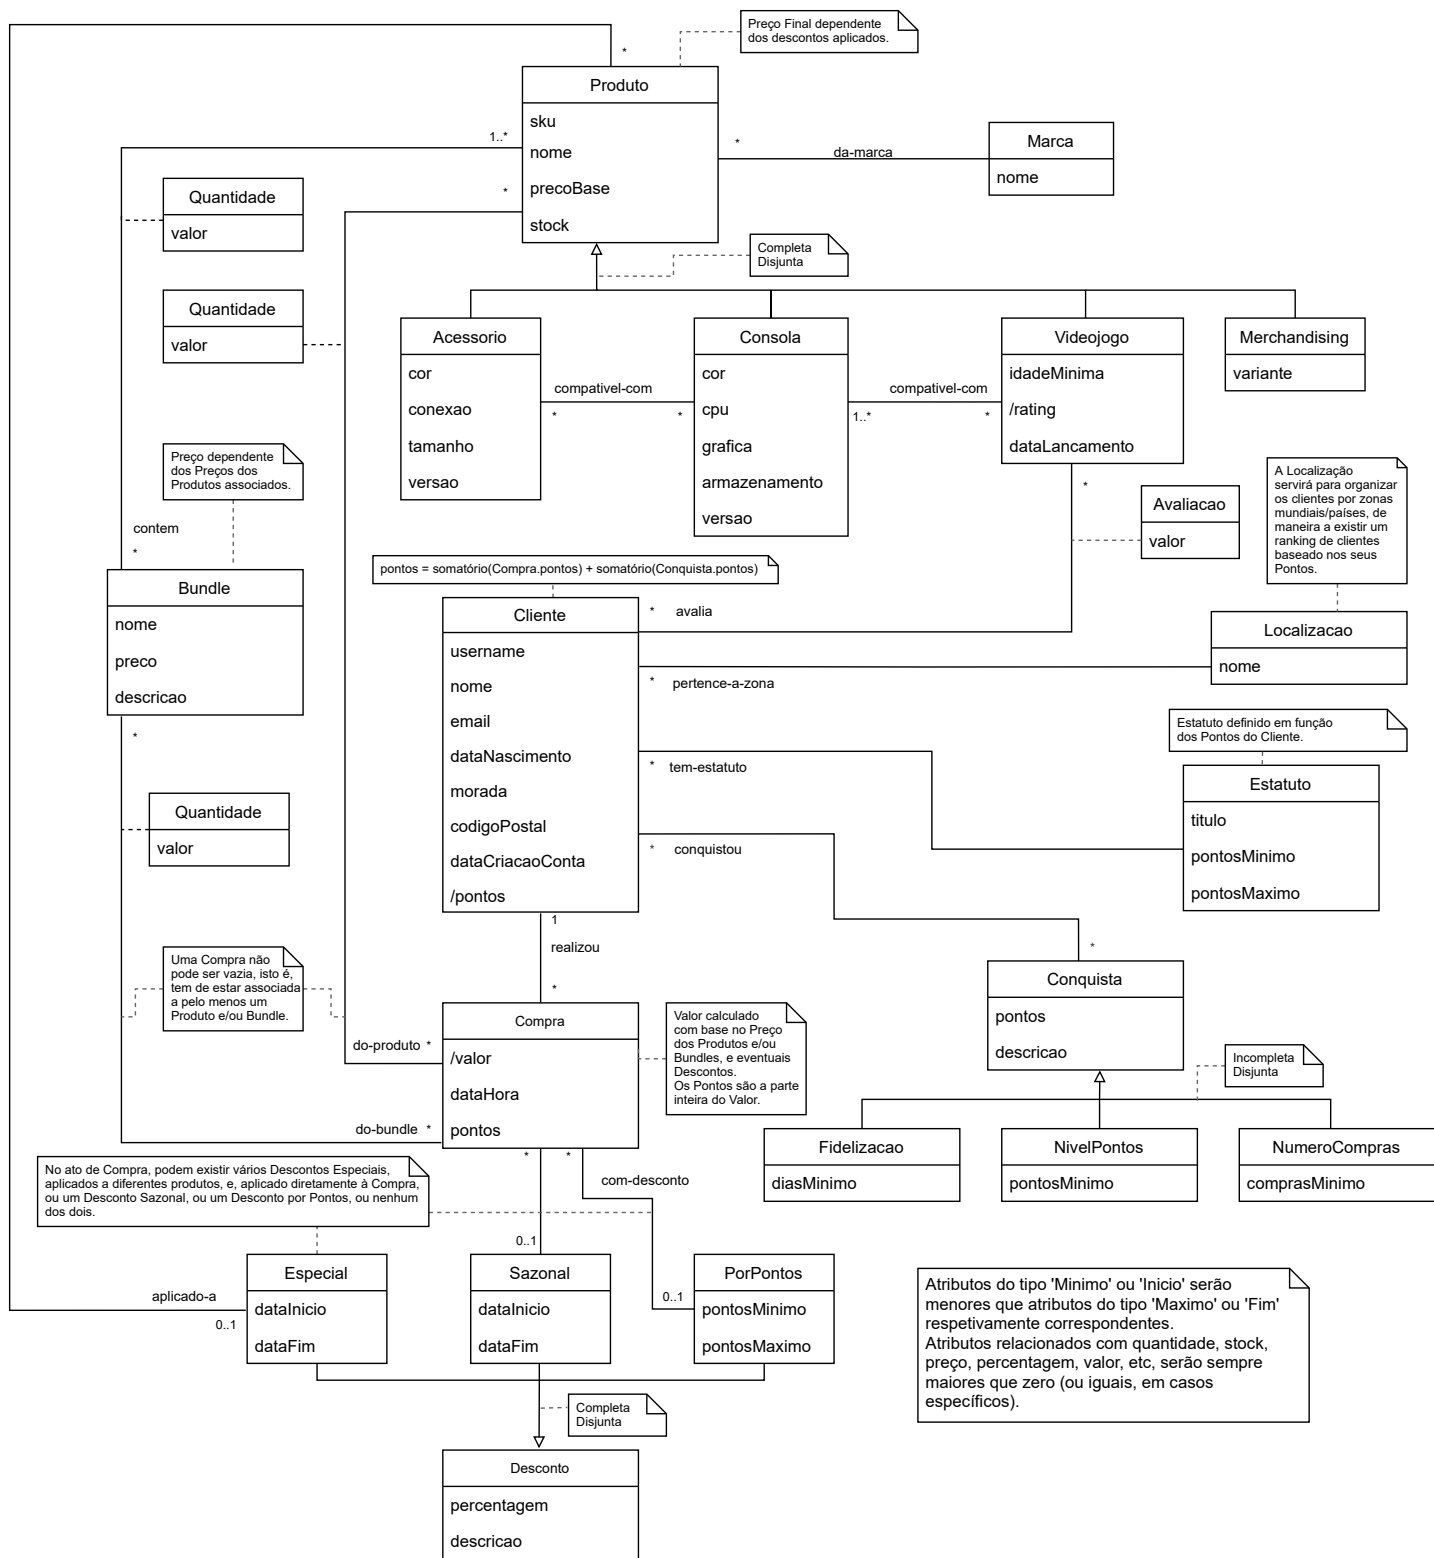 Preço Final dependente
dos descontos aplicados.
*
Produto
sku
nome
precoBase
stock
1..*
*
*
da-marca
Marca
nome
Quantidade
valor
Completa
Disjunta
Quantidade
valor
Acessorio
cor
conexao
tamanho
versao
compativel-com
*
*
Consola
cor
cpu
grafica
armazenamento
versao
compativel-com
1..*
*
Videojogo
idadeMinima
/rating
dataLancamento
*
Merchandising
variante
Preço dependente
dos Preços dos
Produtos associados.
A Localização
servirá para organizar
os clientes por zonas
mundiais/países, de
maneira a existir um
ranking de clientes
baseado nos seus
Pontos.
Avaliacao
valor
contem
*
Bundle
nome
preco
descricao
*
pontos = somatório(Compra.pontos) + somatório(Conquista.pontos)
Cliente
username
nome
email
dataNascimento
morada
codigoPostal
dataCriacaoConta
/pontos
* avalia
* pertence-a-zona
Localizacao
nome
* tem-estatuto
Estatuto definido em função
dos Pontos do Cliente.
Estatuto
titulo
pontosMinimo
pontosMaximo
* conquistou
*
Quantidade
valor
1
realizou
*
Uma Compra não
pode ser vazia, isto é,
tem de estar associada
a pelo menos um
Produto e/ou Bundle.
do-produto *
do-bundle *
Compra
/valor
dataHora
pontos
Valor calculado
com base no Preço
dos Produtos e/ou
Bundles, e eventuais
Descontos.
Os Pontos são a parte
inteira do Valor.
Conquista
pontos
descricao
Incompleta
Disjunta
Fidelizacao
diasMinimo
NivelPontos
pontosMinimo
NumeroCompras
comprasMinimo
No ato de Compra, podem existir vários Descontos Especiais,
aplicados a diferentes produtos, e, aplicado diretamente à Compra,
ou um Desconto Sazonal, ou um Desconto por Pontos, ou nenhum
dos dois.
*
*
com-desconto
0..1
0..1
aplicado-a
0..1
Especial
dataInicio
dataFim
Sazonal
dataInicio
dataFim
PorPontos
pontosMinimo
pontosMaximo
Atributos do tipo 'Minimo' ou 'Inicio' serão
menores que atributos do tipo 'Maximo' ou 'Fim'
respetivamente correspondentes.
Atributos relacionados com quantidade, stock,
preço, percentagem, valor, etc, serão sempre
maiores que zero (ou iguais, em casos
específicos).
Completa
Disjunta
Desconto
percentagem
descricao